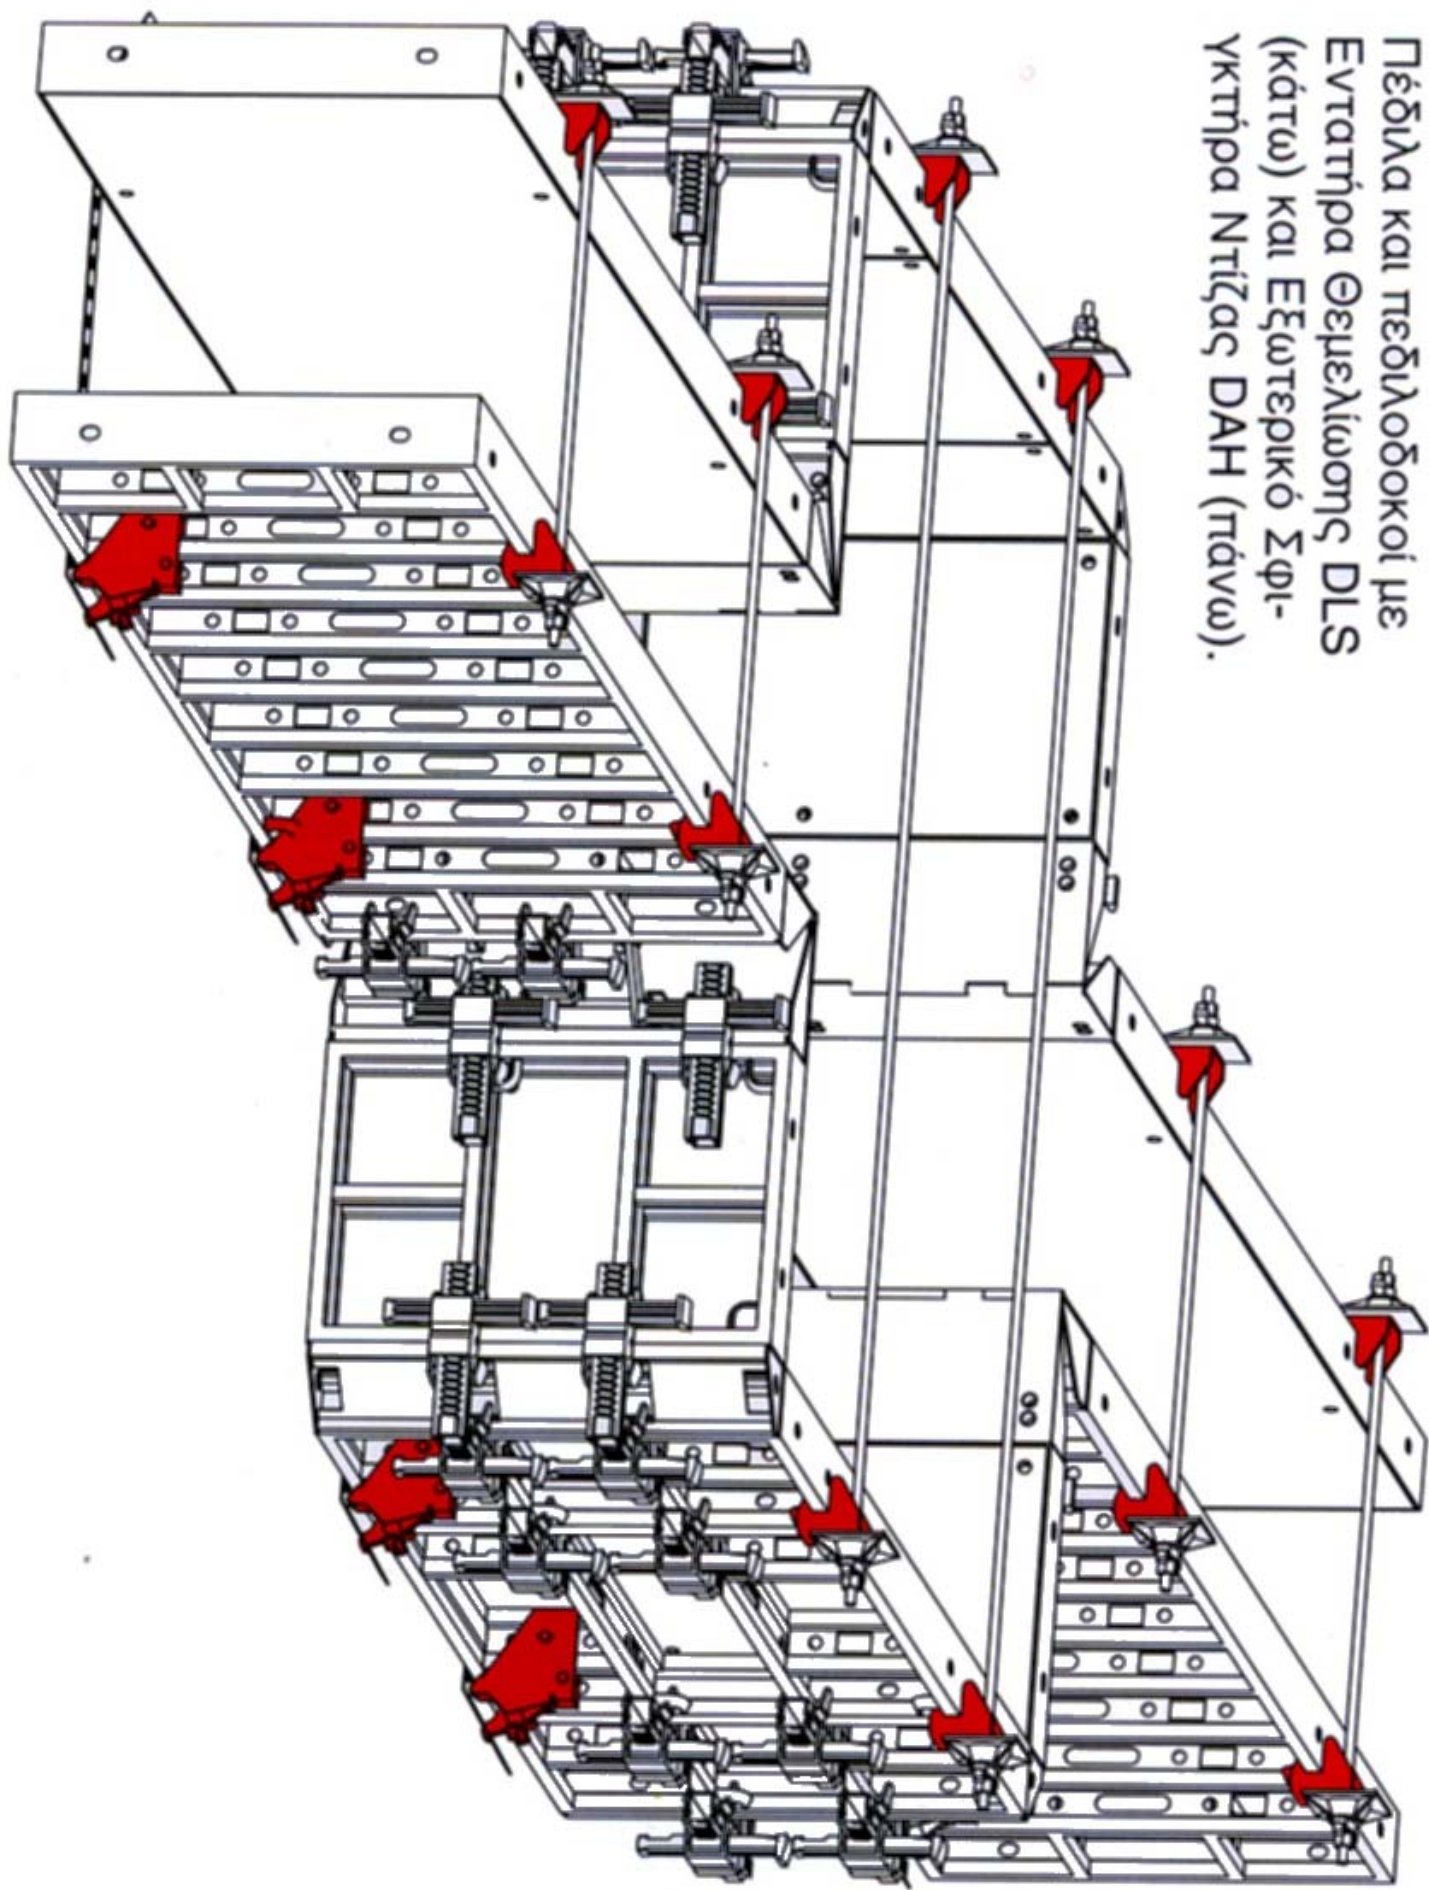 Πέδιλα και πεδιλοδοκοί με
Εντατήρα Θεμελίωσης DLS
(κάτω) και Εξωτερικό Σφι-
γκτήρα Ντίζας DAH (πάνω).